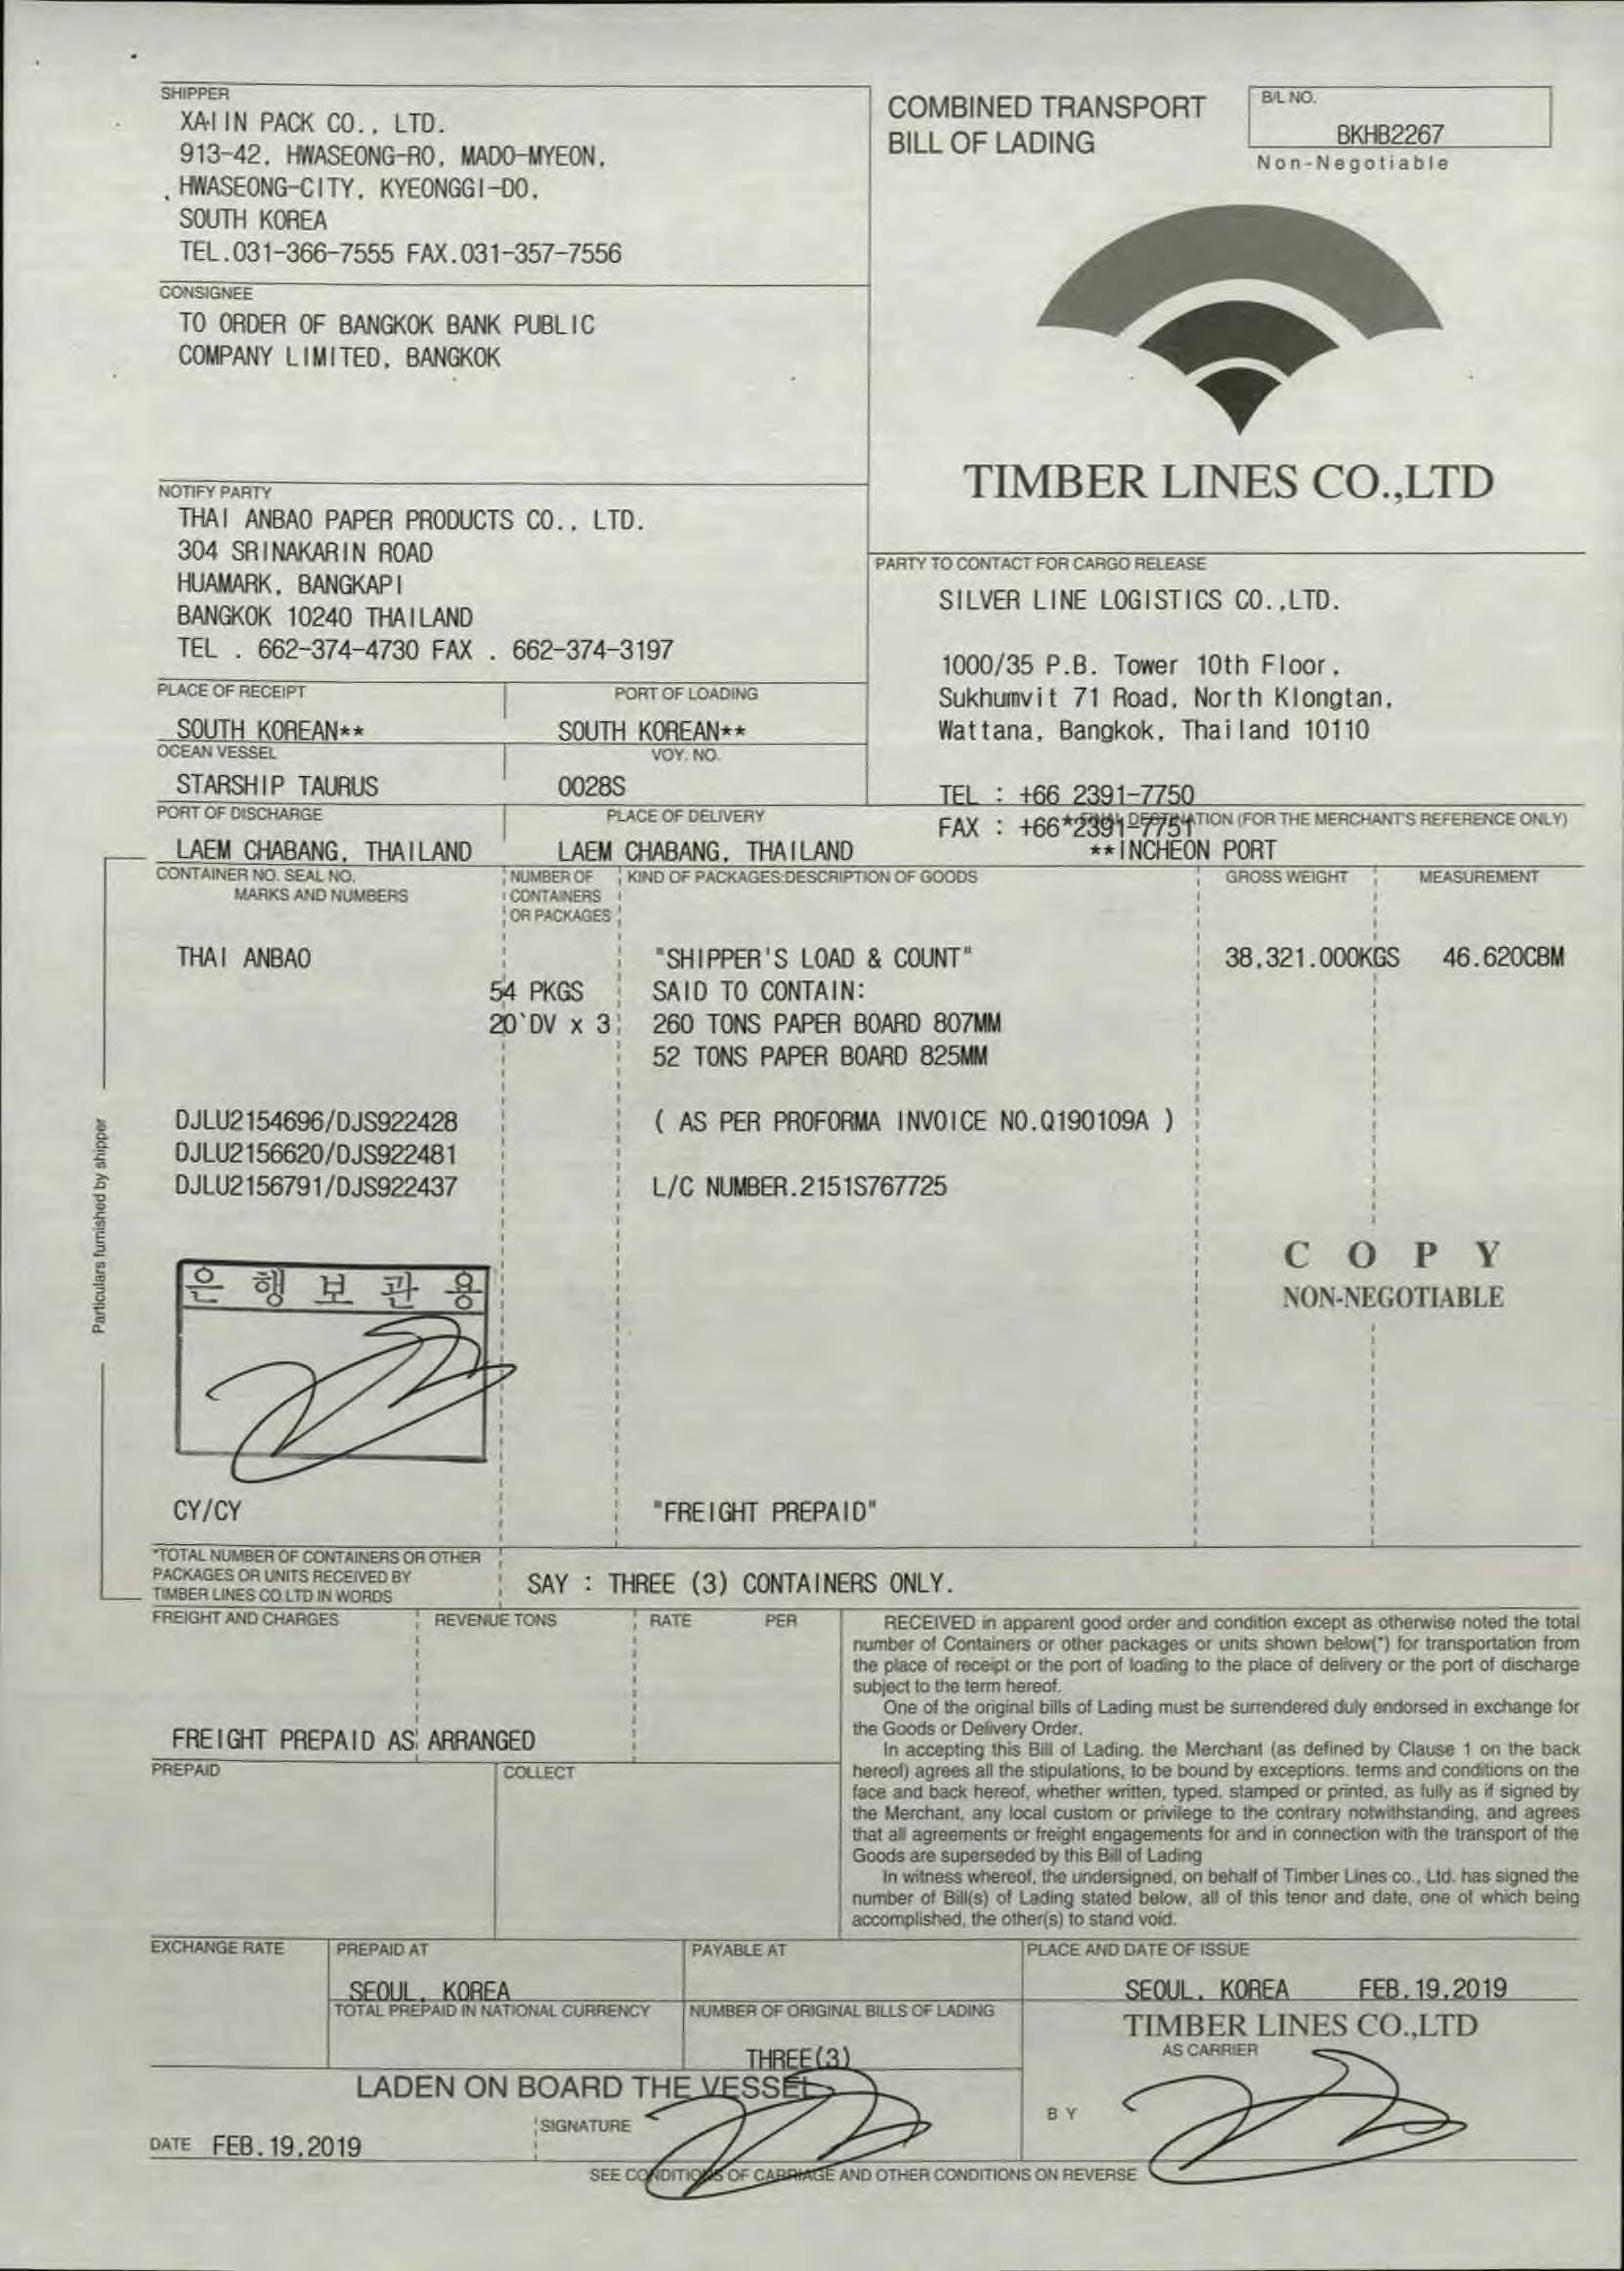 SHIPPER
XAIIN PACK CO., LTD.
913-42, HWASEONG-RO, MADO-MYEON,
HWASEONG-CITY, KYEONGGI-DO,
SOUTH KOREA
TEL.031-366-7555 FAX.031-357-7556
COMBINED TRANSPORT
BILL OF LADING
B/L NO.
BKHB2267
Non-Negotiable
CONSIGNEE
TO ORDER OF BANGKOK BANK PUBLIC
COMPANY LIMITED, BANGKOK
TIMBER LINES CO.,LTD
NOTIFY PARTY
THAI ANBAO PAPER PRODUCTS CO., LTD.
304 SRINAKARIN ROAD
HUAMARK, BANGKAPI
BANGKOK 10240 THAILAND
TEL . 662-374-4730 FAX . 662-374-3197
PARTY TO CONTACT FOR CARGO RELEASE
SILVER LINE LOGISTICS CO.,LTD.
1000/35 P.B. Tower 10th Floor,
Sukhumvit 71 Road, North Klongtan,
Wattana, Bangkok, Thailand 10110
TEL : +66 2391-7750
FAX : +66 2391-7751
PLACE OF RECEIPT PORT OF LOADING
SOUTH KOREAN** SOUTH KOREAN**
OCEAN VESSEL VOY. NO.
STARSHIP TAURUS 0028S
PORT OF DISCHARGE PLACE OF DELIVERY *FINAL DESTINATION (FOR THE MERCHANT'S REFERENCE ONLY)
LAEM CHABANG, THAILAND LAEM CHABANG, THAILAND **INCHEON PORT
CONTAINER NO. SEAL NO.
MARKS AND NUMBERS
NUMBER OF
CONTAINERS
OR PACKAGES
KIND OF PACKAGES:DESCRIPTION OF GOODS
GROSS WEIGHT MEASUREMENT
THAI ANBAO "SHIPPER'S LOAD & COUNT" 38,321.000KGS 46.620CBM
54 PKGS SAID TO CONTAIN:
20`DV x 3 260 TONS PAPER BOARD 807MM
52 TONS PAPER BOARD 825MM
DJLU2154696/DJS922428 ( AS PER PROFORMA INVOICE NO.Q190109A )
DJLU2156620/DJS922481
DJLU2156791/DJS922437 L/C NUMBER.2151S767725
Particulars furnished by shipper
COPY
NON-NEGOTIABLE
은행보관용
CY/CY "FREIGHT PREPAID"
*TOTAL NUMBER OF CONTAINERS OR OTHER
PACKAGES OR UNITS RECEIVED BY
TIMBER LINES CO LTD IN WORDS
SAY : THREE (3) CONTAINERS ONLY.
FREIGHT AND CHARGES REVENUE TONS RATE PER
FREIGHT PREPAID AS ARRANGED
PREPAID COLLECT
RECEIVED in apparent good order and condition except as otherwise noted the total
number of Containers or other packages or units shown below(*) for transportation from
the place of receipt or the port of loading to the place of delivery or the port of discharge
subject to the term hereof.
One of the original bills of Lading must be surrendered duly endorsed in exchange for
the Goods or Delivery Order.
In accepting this Bill of Lading. the Merchant (as defined by Clause 1 on the back
hereof) agrees all the stipulations, to be bound by exceptions. terms and conditions on the
face and back hereof, whether written, typed. stamped or printed, as fully as if signed by
the Merchant, any local custom or privilege to the contrary notwithstanding, and agrees
that all agreements or freight engagements for and in connection with the transport of the
Goods are superseded by this Bill of Lading
In witness whereof, the undersigned, on behalf of Timber Lines co., Ltd. has signed the
number of Bill(s) of Lading stated below, all of this tenor and date, one of which being
accomplished, the other(s) to stand void.
EXCHANGE RATE PREPAID AT PAYABLE AT PLACE AND DATE OF ISSUE
SEOUL, KOREA SEOUL, KOREA FEB.19,2019
TOTAL PREPAID IN NATIONAL CURRENCY NUMBER OF ORIGINAL BILLS OF LADING
THREE(3)
TIMBER LINES CO.,LTD
AS CARRIER
LADEN ON BOARD THE VESSEL
SIGNATURE
BY
DATE FEB.19,2019
SEE CONDITIONS OF CARRIAGE AND OTHER CONDITIONS ON REVERSE